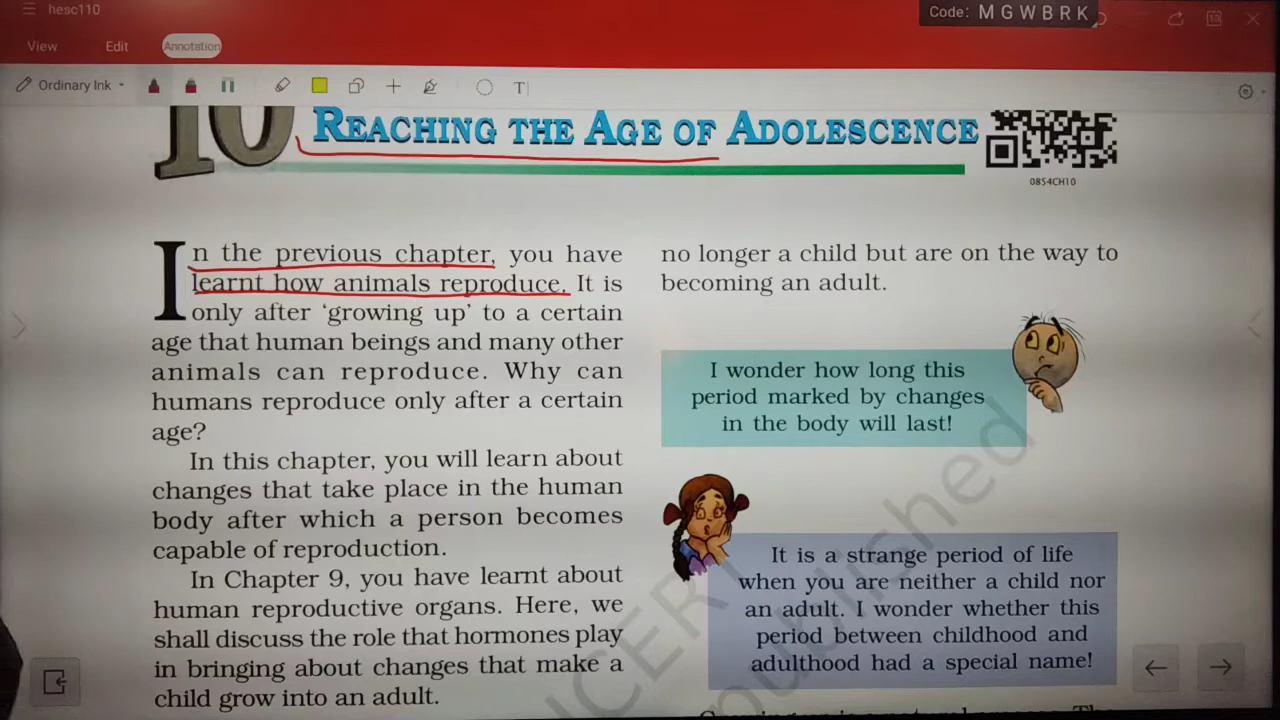 hesc110
Code: MGWBRK
View Edit Annotation
Ordinary Ink
10 REACHING THE AGE OF ADOLESCENCE
0854CH10
In the previous chapter, you have
learnt how animals reproduce. It is
only after ‘growing up’ to a certain
age that human beings and many other
animals can reproduce. Why can
humans reproduce only after a certain
age?
In this chapter, you will learn about
changes that take place in the human
body after which a person becomes
capable of reproduction.
In Chapter 9, you have learnt about
human reproductive organs. Here, we
shall discuss the role that hormones play
in bringing about changes that make a
child grow into an adult.
no longer a child but are on the way to
becoming an adult.
I wonder how long this
period marked by changes
in the body will last!
It is a strange period of life
when you are neither a child nor
an adult. I wonder whether this
period between childhood and
adulthood had a special name!
NCERT
published